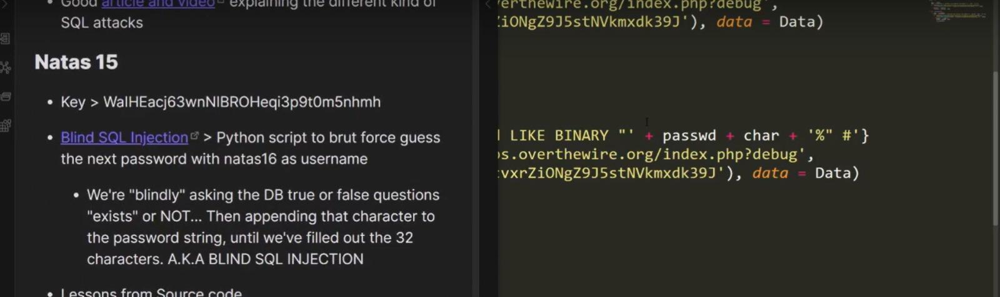 Good article and video explaining the different kind of
SQL attacks
Natas 15
Key > WalHEacj63wnNIBROHeqi3p9t0m5nhmh
Blind SQL Injection > Python script to brut force guess
the next password with natas16 as username
We're "blindly" asking the DB true or false questions
"exists" or NOT... Then appending that character to
the password string, until we've filled out the 32
characters. A.K.A BLIND SQL INJECTION
Lessons from Source code
verthewire.org/index.php?debug',
ZiONgZ9J5stNVkmxdk39J'), data = Data)
LIKE BINARY "' + passwd + char + '%" #'}
s.overthewire.org/index.php?debug',
vxrZiONgZ9J5stNVkmxdk39J'), data = Data)